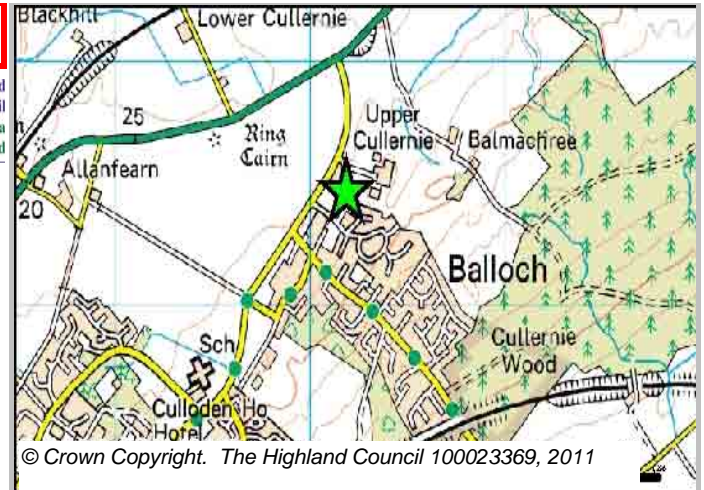 Blackhill
Lower Cullernie
25
Ring
Cairn
Upper
Cullernie
Balmachree
Allanfearn
20
Balloch
Sch
Cullernie
Wood
Culloden Ho
Hotel
© Crown Copyright. The Highland Council 100023369, 2011